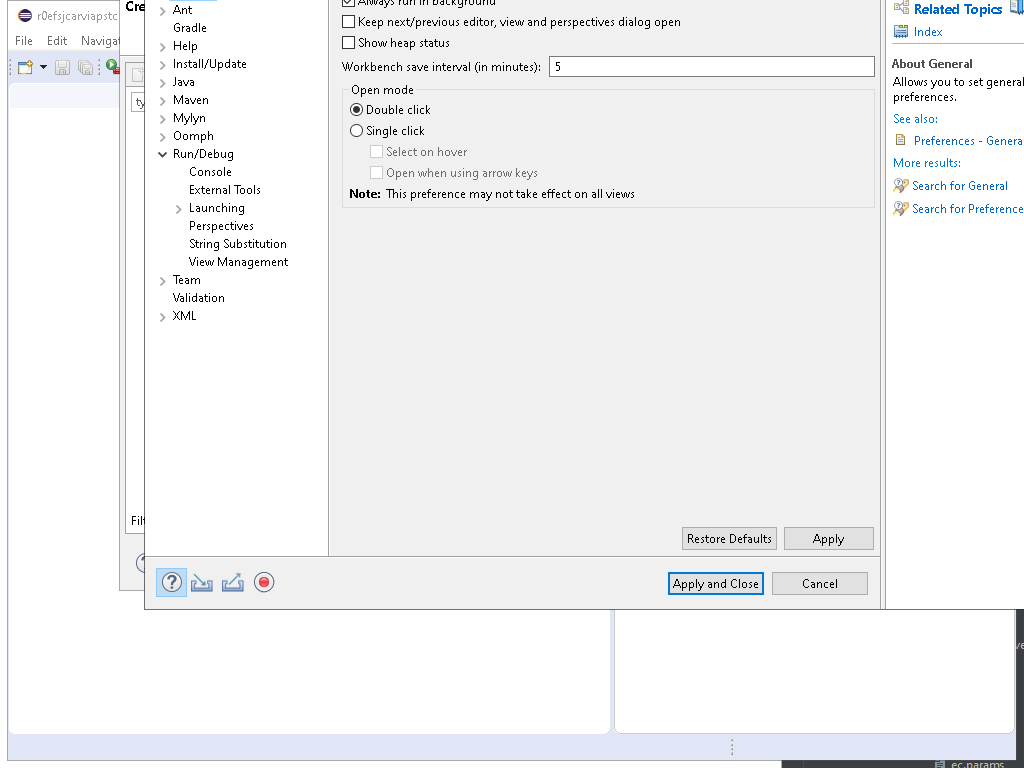 r0efsjcarviapstc
File
Edit
Naviga
Cre
ty
Filt
Ant
Gradle
Help
Install/Update
Java
Maven
Mylyn
Oomph
Run/Debug
Console
External Tools
Launching
Perspectives
String Substitution
View Management
Team
Validation
XML
Always run in background
Keep next/previous editor, view and perspectives dialog open
Show heap status
Workbench save interval (in minutes): 5
Open mode
Double click
Single click
Select on hover
Open when using arrow keys
Note: This preference may not take effect on all views
Restore Defaults
Apply
Apply and Close
Cancel
Related Topics
Index
About General
Allows you to set general
preferences.
See also:
Preferences - Genera
More results:
Search for General
Search for Preference
ve
ec.params